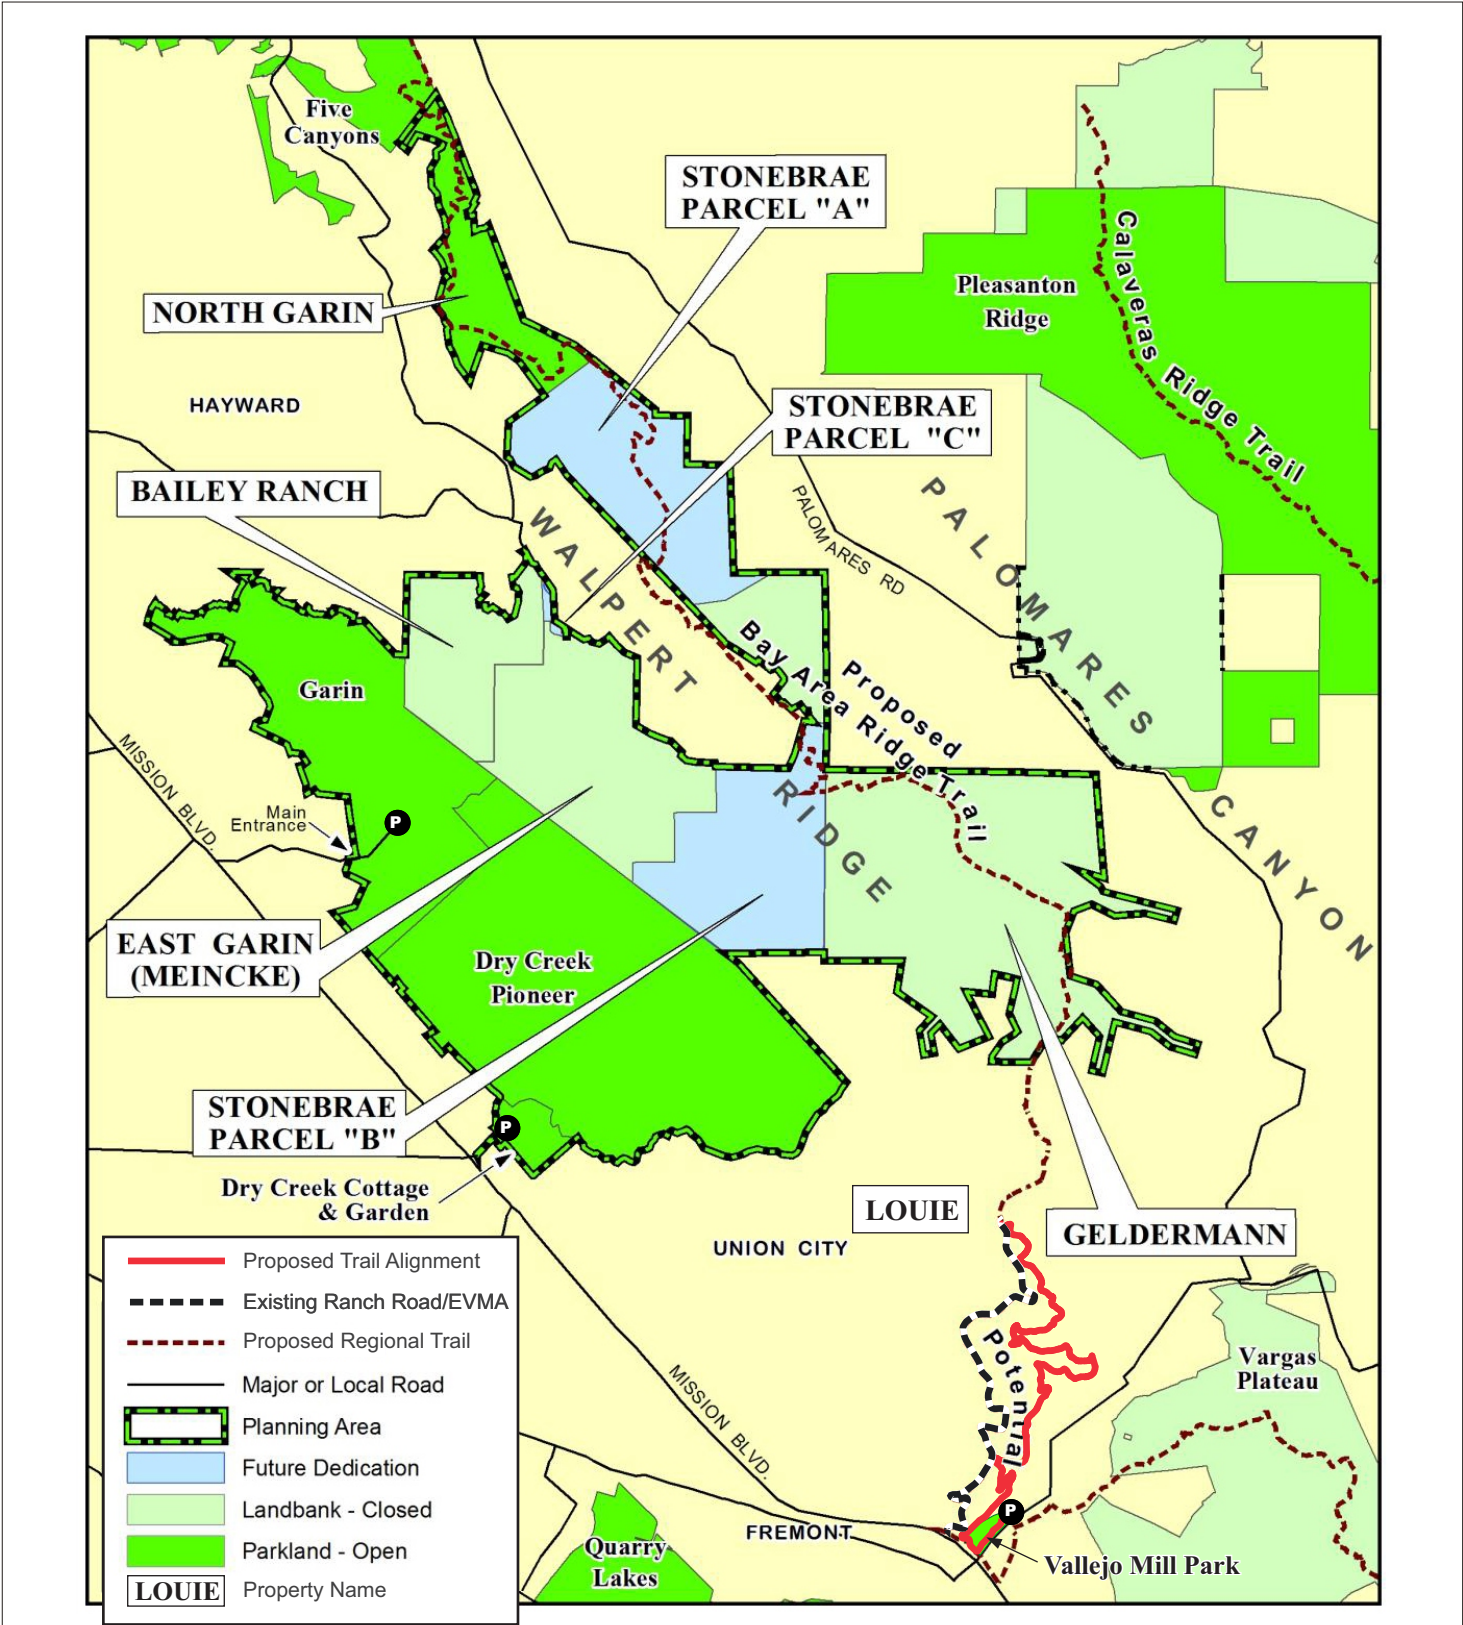 Five
Canyons
STONEBRAE
PARCEL "A"
Calaveras Ridge Trail
Pleasanton
Ridge
NORTH GARIN
HAYWARD
STONEBRAE
PARCEL "C"
BAILEY RANCH
PALOMARES RD
PALOMARES CANYON
WALPERT RIDGE
Proposed
Bay Area Ridge Trail
Garin
MISSION BLVD.
Main
Entrance
P
EAST GARIN
(MEINCKE)
Dry Creek
Pioneer
STONEBRAE
PARCEL "B"
P
Dry Creek Cottage
& Garden
LOUIE
UNION CITY
GELDERMANN
Potential
Vargas
Plateau
MISSION BLVD.
P
FREMONT
Quarry
Lakes
Vallejo Mill Park
Proposed Trail Alignment
Existing Ranch Road/EVMA
Proposed Regional Trail
Major or Local Road
Planning Area
Future Dedication
Landbank - Closed
Parkland - Open
LOUIE Property Name